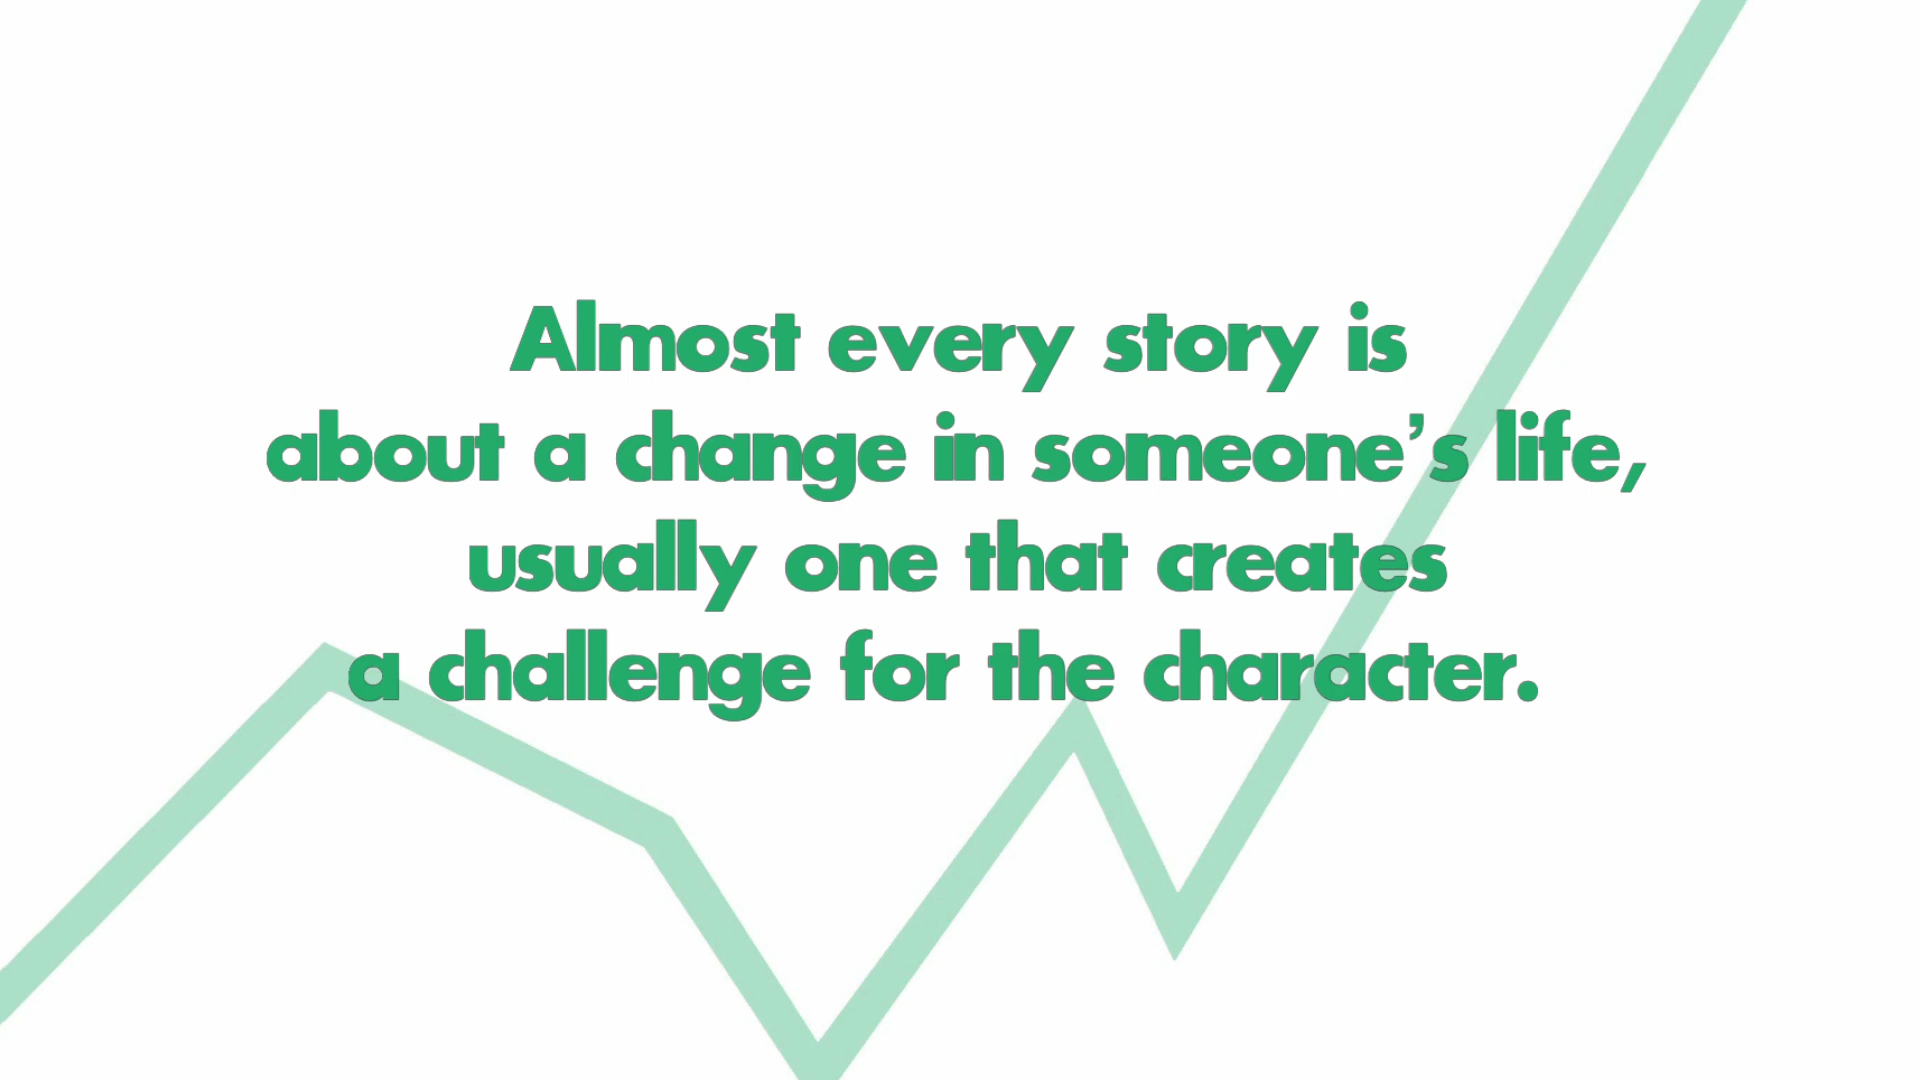 Almost every story is
about a change in someone’s life,
usually one that creates
a challenge for the character.